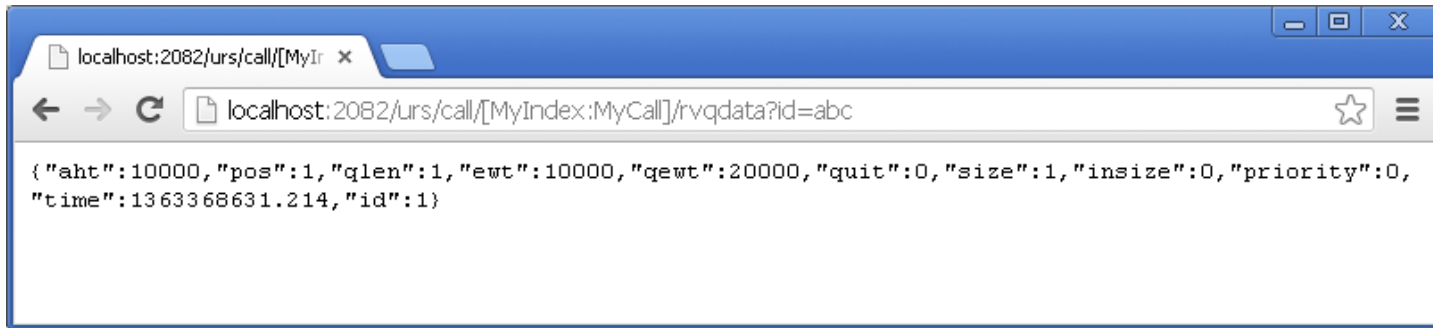 localhost:2082/urs/call/[MyIr
localhost:2082/urs/call/[MyIndex:MyCall]/rvqdata?id=abc
{"aht":10000,"pos":1,"qlen":1,"ewt":10000,"qewt":20000,"quit":0,"size":1,"insize":0,"priority":0,
"time":1363368631.214,"id":1}